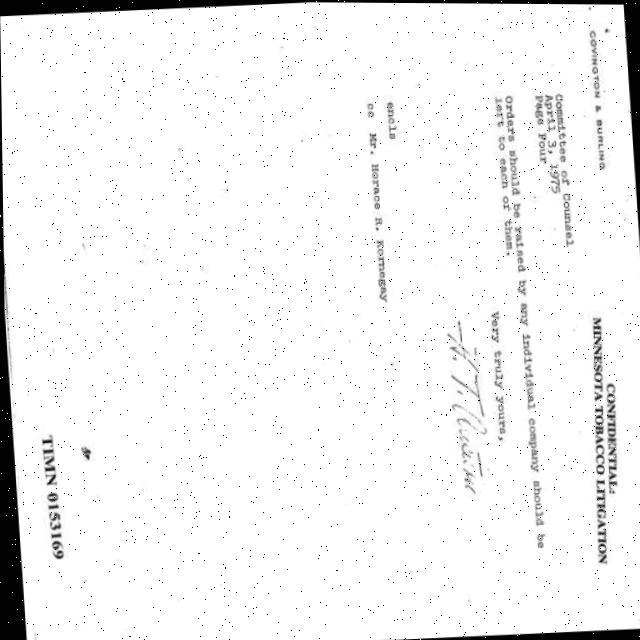 COVINGTON & BURLING
CONFIDENTIAL:
MINNESOTA TOBACCO LITIGATION
Committee of Counsel
April 3, 1975
Page Four
Orders should be raised by any individual company should be
left to each of them.
Very truly yours,
encls
cc Mr. Horace R. Kornegay
TIMN 0153169